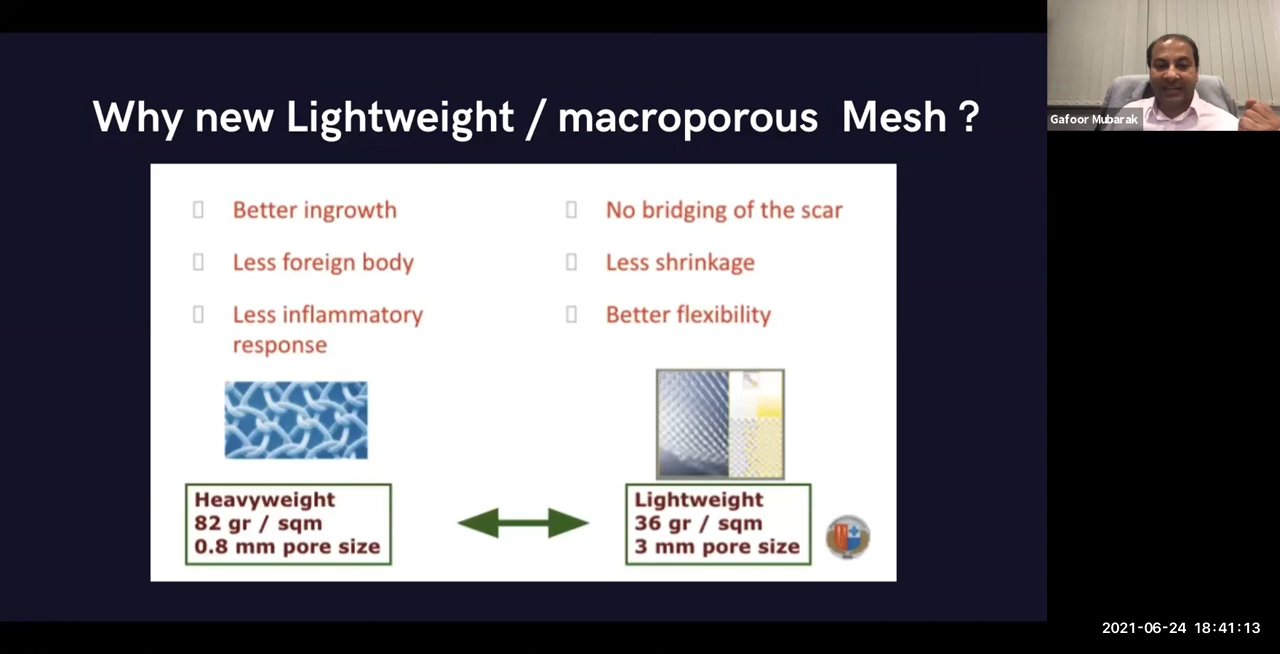 Why new Lightweight / macroporous Mesh ?
Better ingrowth
Less foreign body
Less inflammatory
response
No bridging of the scar
Less shrinkage
Better flexibility
Heavyweight
82 gr / sqm
0.8 mm pore size
Lightweight
36 gr / sqm
3 mm pore size
Gafoor Mubarak
2021-06-24 18:41:13